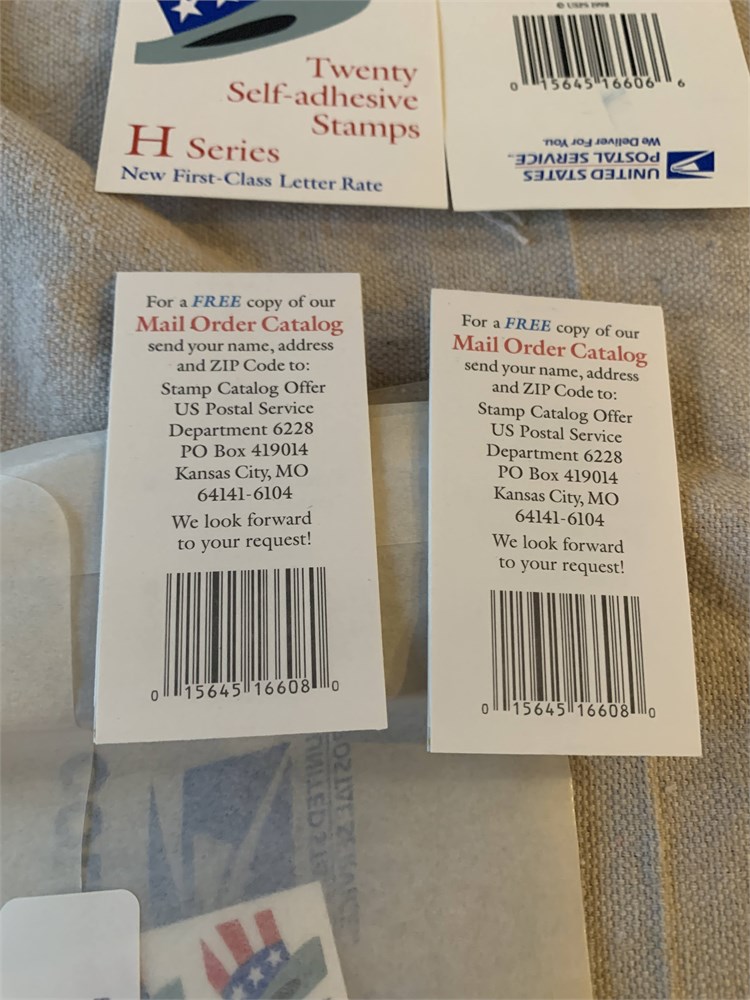 Twenty
Self-adhesive
Stamps
H Series
New First-Class Letter Rate
© USPS 1998
0 15645 16606 6
We Deliver For You.
UNITED STATES
POSTAL SERVICE™
For a FREE copy of our
Mail Order Catalog
send your name, address
and ZIP Code to:
Stamp Catalog Offer
US Postal Service
Department 6228
PO Box 419014
Kansas City, MO
64141-6104
We look forward
to your request!
0 15645 16608 0
For a FREE copy of our
Mail Order Catalog
send your name, address
and ZIP Code to:
Stamp Catalog Offer
US Postal Service
Department 6228
PO Box 419014
Kansas City, MO
64141-6104
We look forward
to your request!
0 15645 16608 0
UNITED S
POSTAL SERVICE